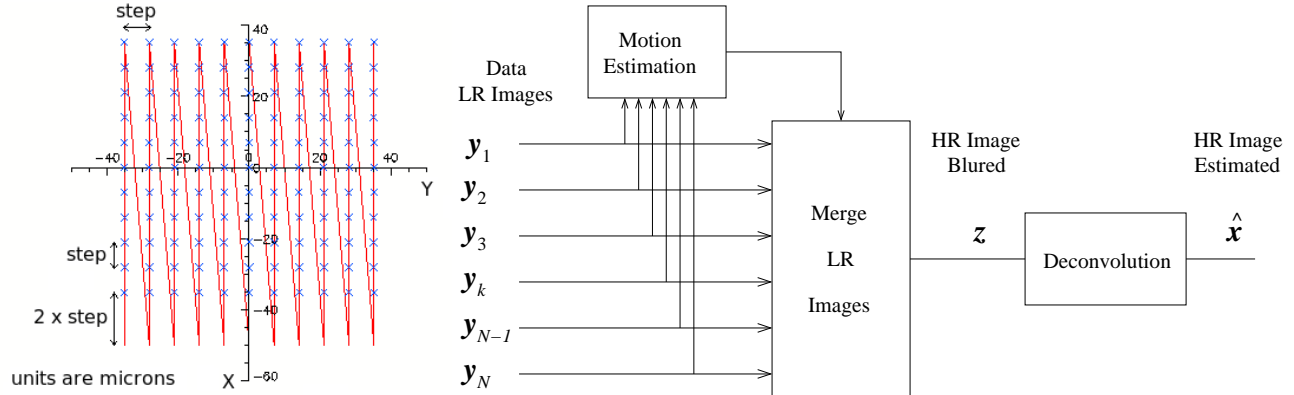 step
40
20
−40
−20
0
20
40
0
Y
−20
step
−40
2 x step
X
−60
units are microns
Data
LR Images
Motion
Estimation
y1
y2
y3
yk
yN−1
yN
Merge
LR
Images
HR Image
Blured
z
Deconvolution
HR Image
Estimated
x̂